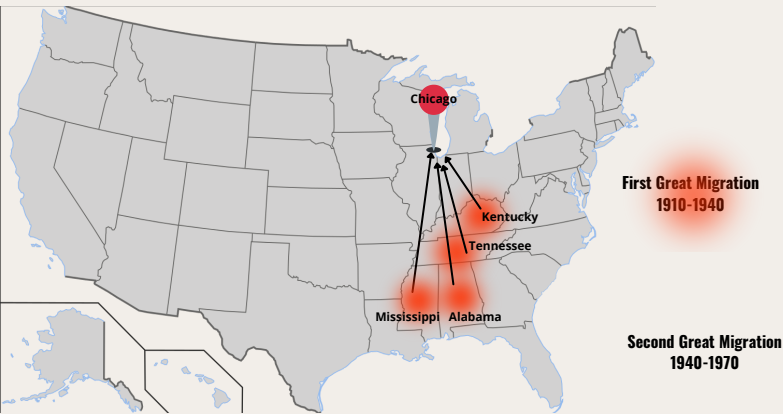 Chicago
First Great Migration
1910-1940
Kentucky
Tennessee
Mississippi
Alabama
Second Great Migration
1940-1970